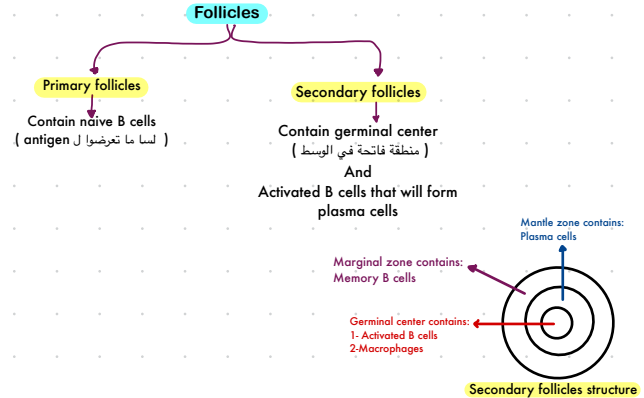 Follicles
Primary follicles
Contain naive B cells
( لسا ما تعرضوا ل antigen )
Secondary follicles
Contain germinal center
( منطقة فاتحة في الوسط )
And
Activated B cells that will form
plasma cells
Mantle zone contains:
Plasma cells
Marginal zone contains:
Memory B cells
Germinal center contains:
1- Activated B cells
2-Macrophages
Secondary follicles structure